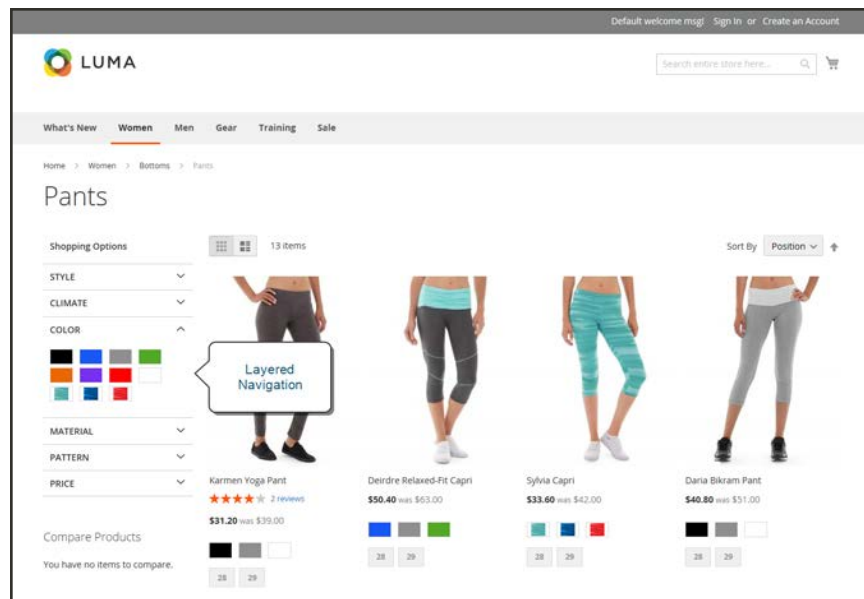 Default welcome msg! Sign In or Create an Account
LUMA
Search entire store here...
What's New Women Men Gear Training Sale
Home > Women > Bottoms > Pants
Pants
Shopping Options
13 items
Sort By Position
STYLE
CLIMATE
COLOR
Layered
Navigation
MATERIAL
PATTERN
PRICE
Compare Products
You have no items to compare.
Karmen Yoga Pant
2 reviews
$31.20 was $39.00
28 29
Deirdre Relaxed-Fit Capri
$50.40 was $63.00
28 29
Sylvia Capri
$33.60 was $42.00
28 29
Daria Bikram Pant
$40.80 was $51.00
28 29